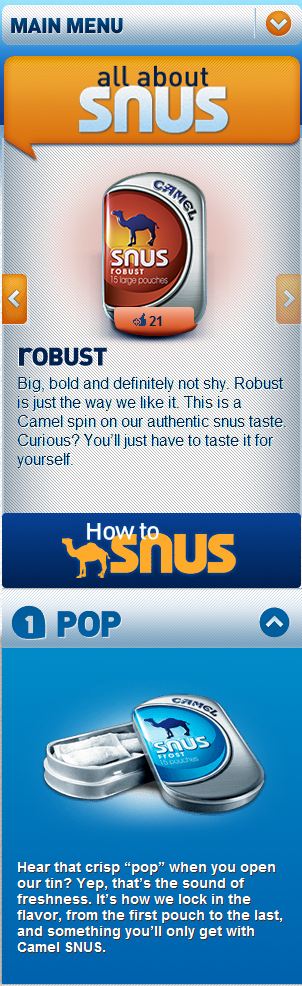 MAIN MENU
all about
snus
CAMEL
snus
ROBUST
15 large pouches
21
ROBUST
Big, bold and definitely not shy. Robust
is just the way we like it. This is a
Camel spin on our authentic snus taste.
Curious? You'll just have to taste it for
yourself.
How to
snus
1 POP
CAMEL
snus
FROST
15 pouches
Hear that crisp “pop” when you open
our tin? Yep, that’s the sound of
freshness. It’s how we lock in the
flavor, from the first pouch to the last,
and something you’ll only get with
Camel SNUS.